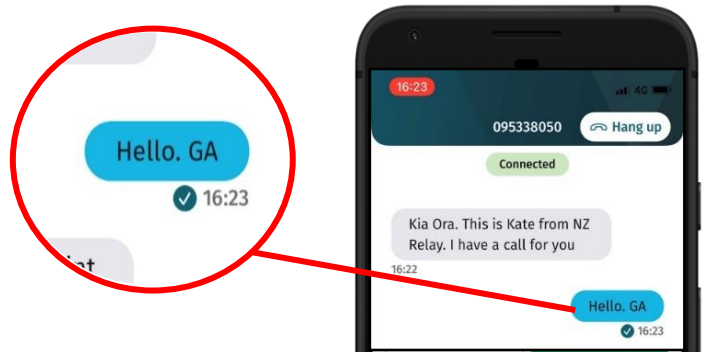 Hello. GA
16:23
16:23
4G
095338050
Hang up
Connected
Kia Ora. This is Kate from NZ
Relay. I have a call for you
16:22
Hello. GA
16:23